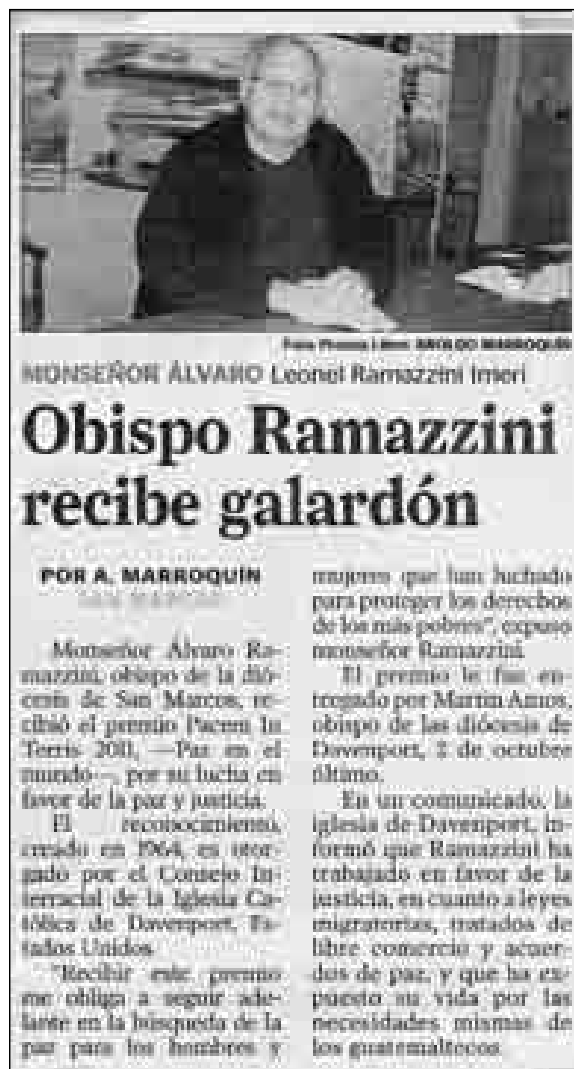 Foto Prensa Libre: AROLDO MARROQUÍN
MONSEÑOR ÁLVARO Leonel Ramazzini Imeri
Obispo Ramazzini
recibe galardón
POR A. MARROQUÍN
SAN MARCOS
Monseñor Álvaro Ra-
mazzini, obispo de la dió-
cesis de San Marcos, re-
cibió el premio Pacem In
Terris 2011, —Paz en el
mundo—, por su lucha en
favor de la paz y justicia.
El reconocimiento,
creado en 1964, es otor-
gado por el Consejo In-
terracial de la Iglesia Ca-
tólica de Davenport, Es-
tados Unidos.
"Recibir este premio
me obliga a seguir ade-
lante en la búsqueda de la
paz para los hombres y
mujeres que han luchado
para proteger los derechos
de los más pobres", expuso
monseñor Ramazzini.
El premio le fue en-
tregado por Martin Amos,
obispo de las diócesis de
Davenport, 2 de octubre
último.
En un comunicado, la
iglesia de Davenport, in-
formó que Ramazzini ha
trabajado en favor de la
justicia, en cuanto a leyes
migratorias, tratados de
libre comercio y acuer-
dos de paz, y que ha ex-
puesto su vida por las
necesidades mismas de
los guatemaltecos.